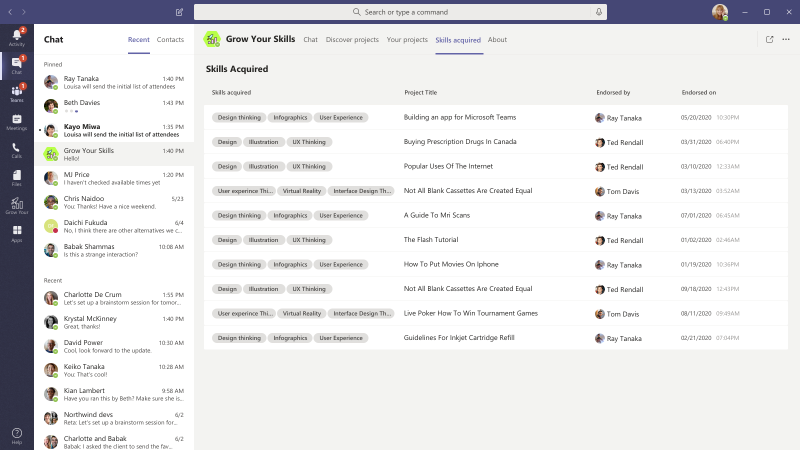 Search or type a command
2
Activity
1
Chat
1
Teams
Meetings
Calls
Files
Grow Your
Apps
Help
Chat
Recent
Contacts
Pinned
Ray Tanaka 1:40 PM
Louisa will send the initial list of attendees
Beth Davies 1:43 PM
Kayo Miwa 1:35 PM
Louisa will send the initial list of attendees
Grow Your Skills 1:40 PM
Hello!
MJ Price 1:20 PM
I haven't checked available times yet
Chris Naidoo 5/23
You: Thanks! Have a nice weekend.
Daichi Fukuda 6/4
No, I think there are other alternatives we c...
Babak Shammas 10:08 AM
Is this a strange interaction?
Recent
Charlotte De Crum 1:55 PM
Let's set up a brainstorm session for tomor...
Krystal McKinney 1:40 PM
Great, thanks!
David Power 10:30 AM
Cool, look forward to the update.
Keiko Tanaka 10:28 AM
You: That's cool!
Kian Lambert 9:58 AM
Have you ran this by Beth? Make sure she is...
Northwind devs 6/2
Reta: Let's set up a brainstorm session for...
Charlotte and Babak 6/2
Babak: I asked the client to send the fav...
Grow Your Skills Chat Discover projects Your projects Skills acquired About
Skills Acquired
Skills acquired Project Title Endorsed by Endorsed on
Design thinking Infographics User Experience Building an app for Microsoft Teams Ray Tanaka 05/20/2020 10:30PM
Design Illustration UX Thinking Buying Prescription Drugs In Canada Ted Rendall 03/31/2020 06:40PM
Design Illustration UX Thinking Popular Uses Of The Internet Ted Rendall 03/10/2020 12:33AM
User experince Thi... Virtual Reality Interface Design Th... Not All Blank Cassettes Are Created Equal Tom Davis 03/13/2020 03:52AM
Design thinking Infographics User Experience A Guide To Mri Scans Ray Tanaka 07/01/2020 06:45AM
Design Illustration UX Thinking The Flash Tutorial Ted Rendall 01/02/2020 02:46AM
Design thinking Infographics User Experience How To Put Movies On Iphone Ray Tanaka 01/19/2020 10:36PM
Design Illustration UX Thinking Not All Blank Cassettes Are Created Equal Ted Rendall 09/18/2020 12:43PM
User experince Thi... Virtual Reality Interface Design Th... Live Poker How To Win Tournament Games Tom Davis 08/11/2020 09:49AM
Design thinking Infographics User Experience Guidelines For Inkjet Cartridge Refill Ray Tanaka 02/21/2020 07:04PM